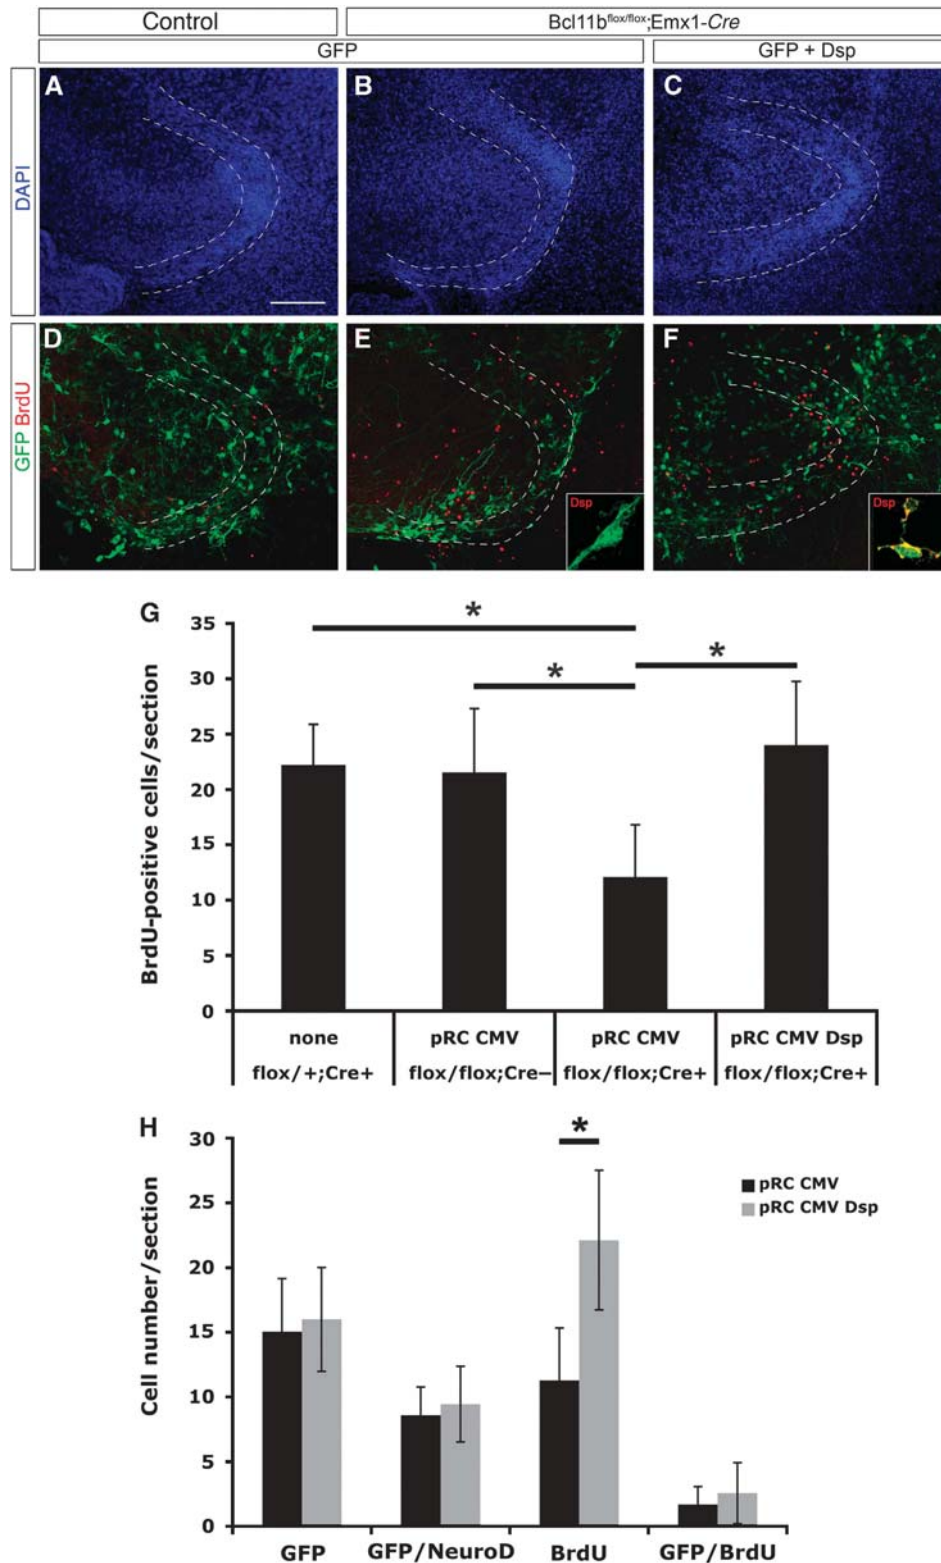 Control
Bcl11b^flox/flox;Emx1-Cre
GFP
GFP + Dsp
DAPI
A
B
C
GFP BrdU
D
E
F
Dsp
Dsp
G
BrdU-positive cells/section
35
30
25
20
15
10
5
0
*
*
*
none
flox/+;Cre+
pRC CMV
flox/flox;Cre–
pRC CMV
flox/flox;Cre+
pRC CMV Dsp
flox/flox;Cre+
H
Cell number/section
30
25
20
15
10
5
0
*
pRC CMV
pRC CMV Dsp
GFP
GFP/NeuroD
BrdU
GFP/BrdU